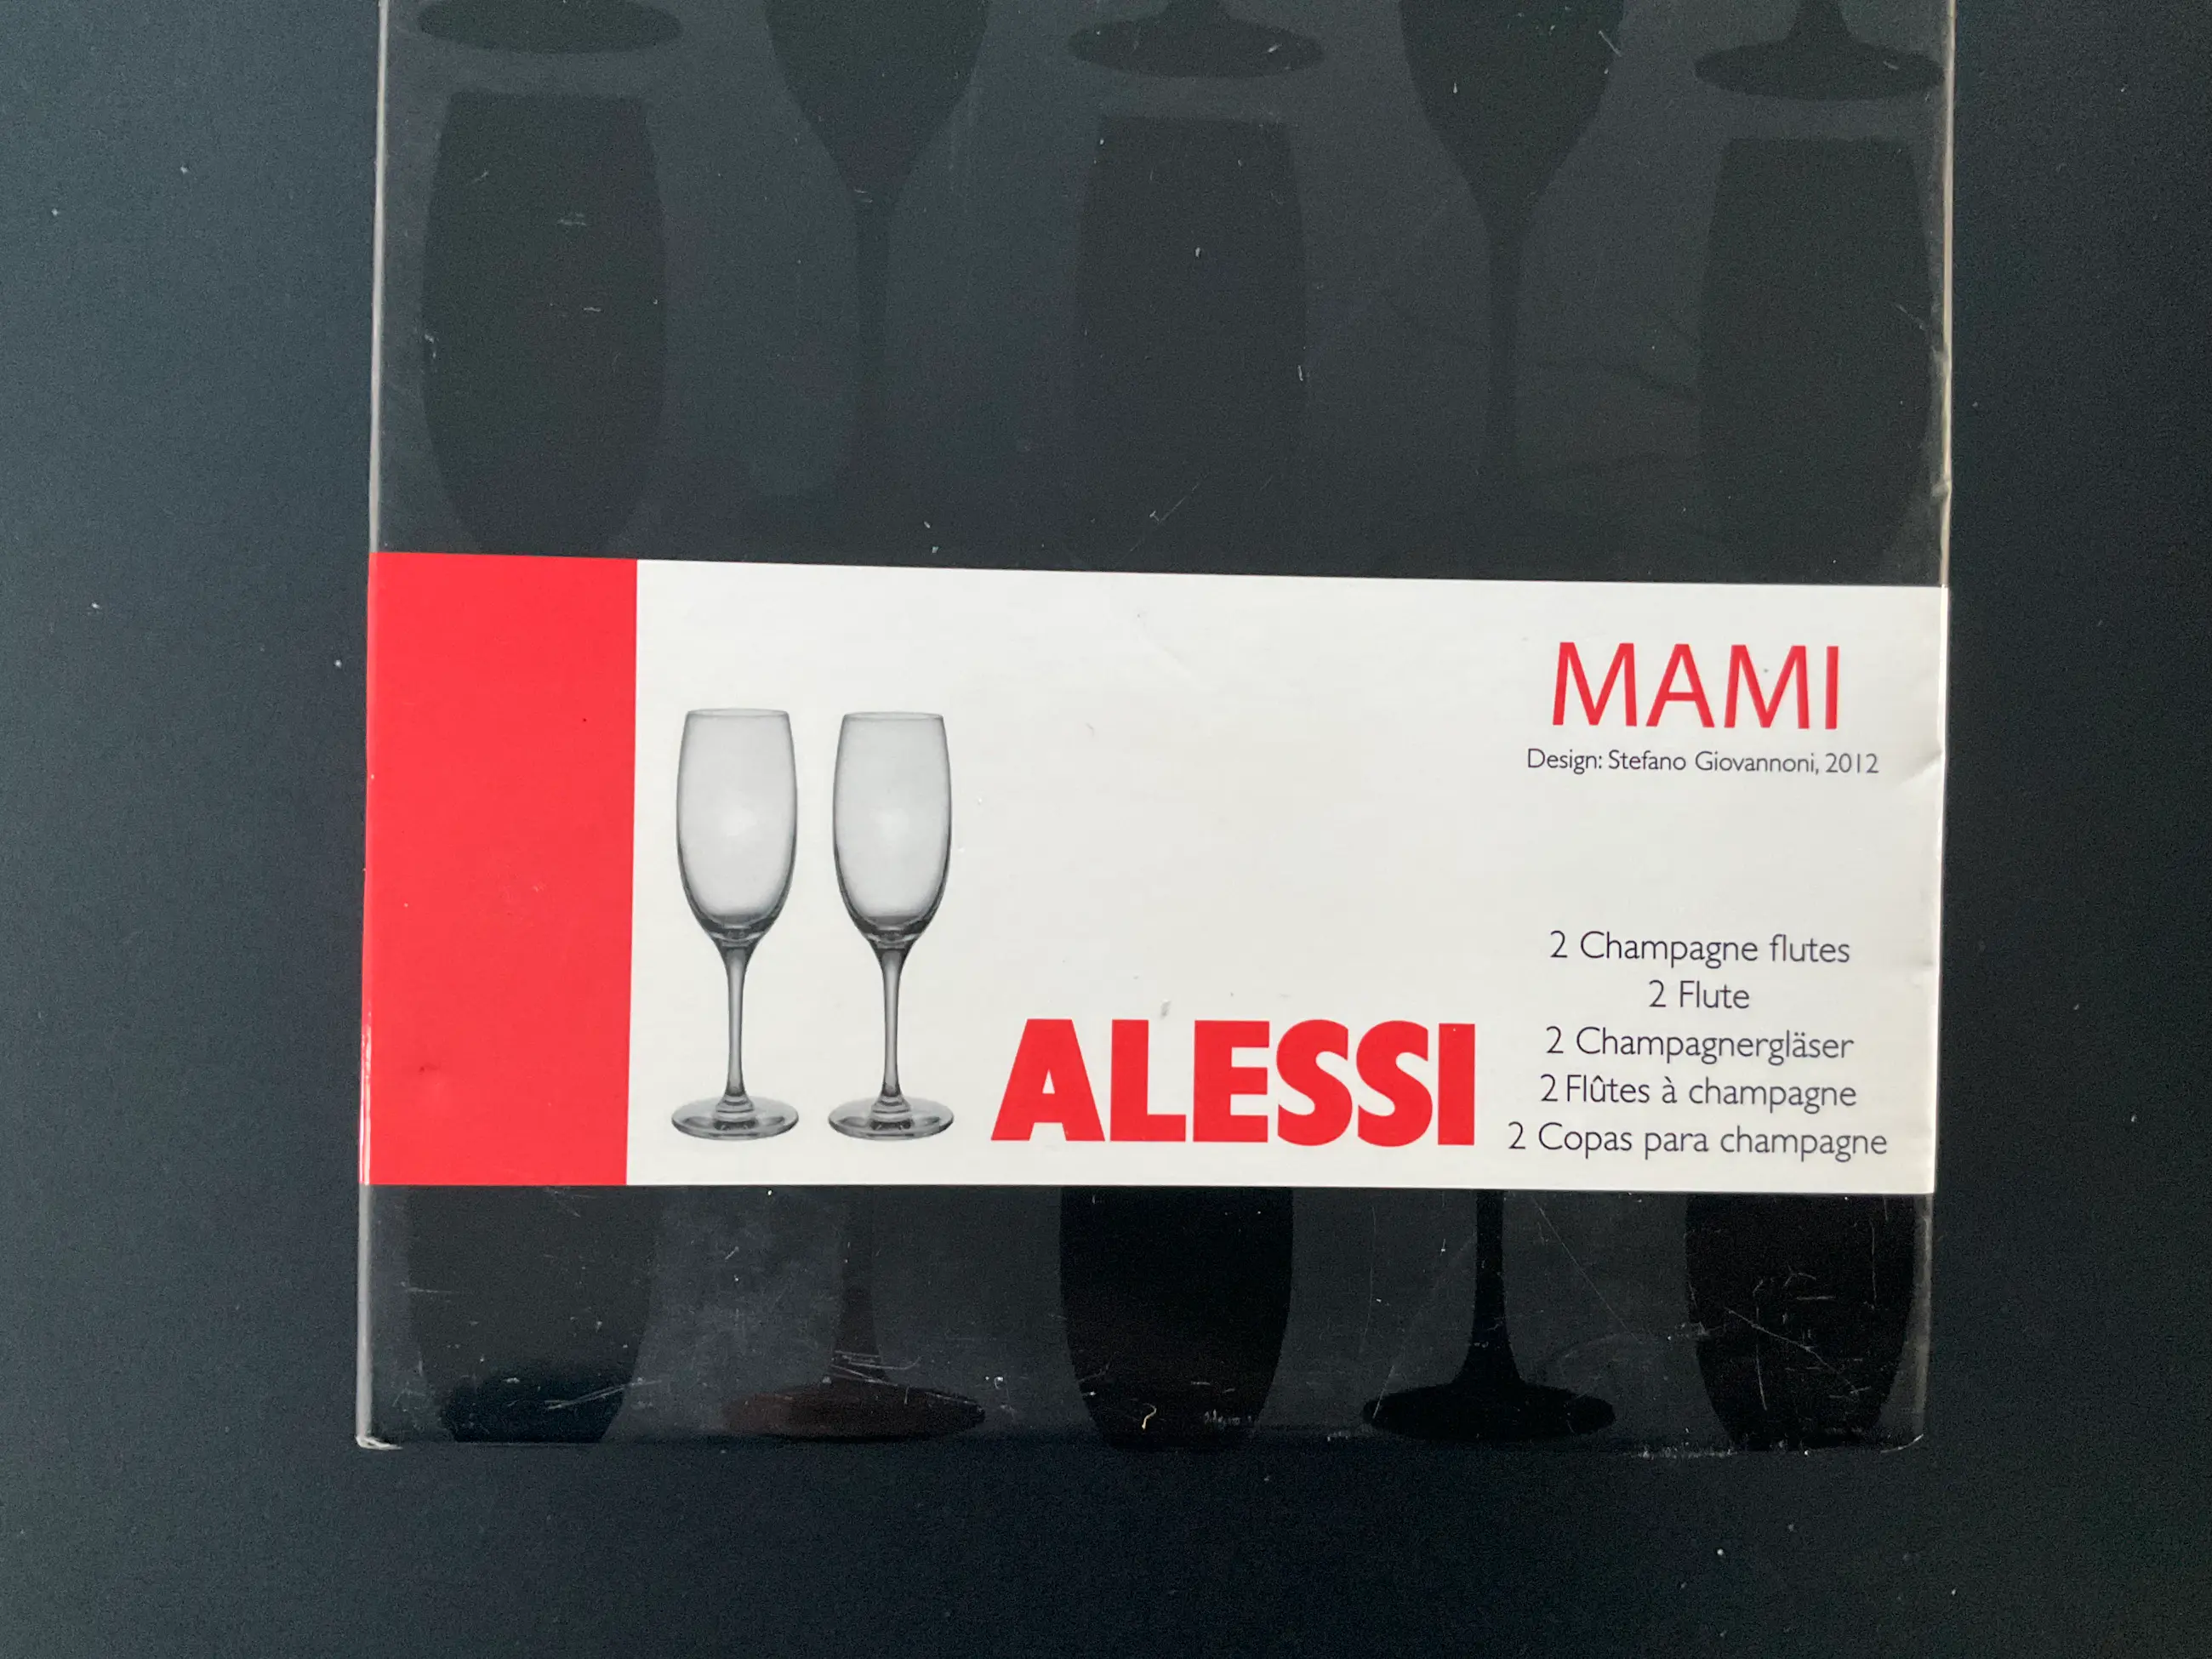 MAMI
Design: Stefano Giovannoni, 2012
ALESSI
2 Champagne flutes
2 Flute
2 Champagnergläser
2 Flûtes à champagne
2 Copas para champagne